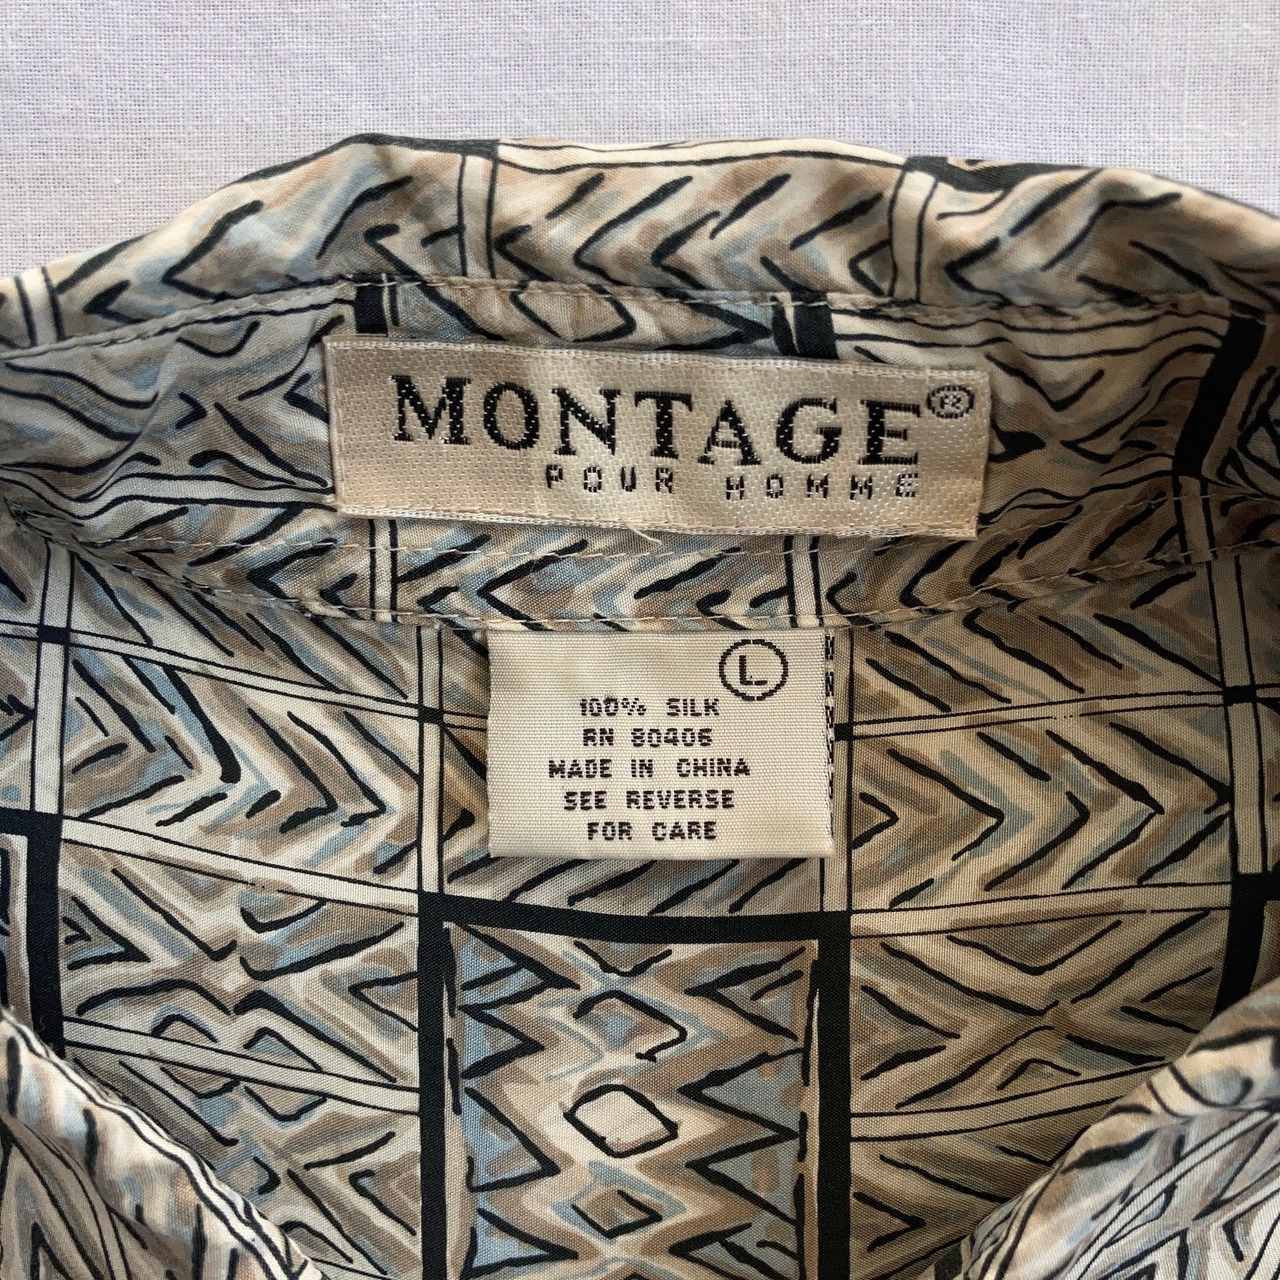 MONTAGE®
POUR HOMME
L
100% SILK
RN 80406
MADE IN CHINA
SEE REVERSE
FOR CARE